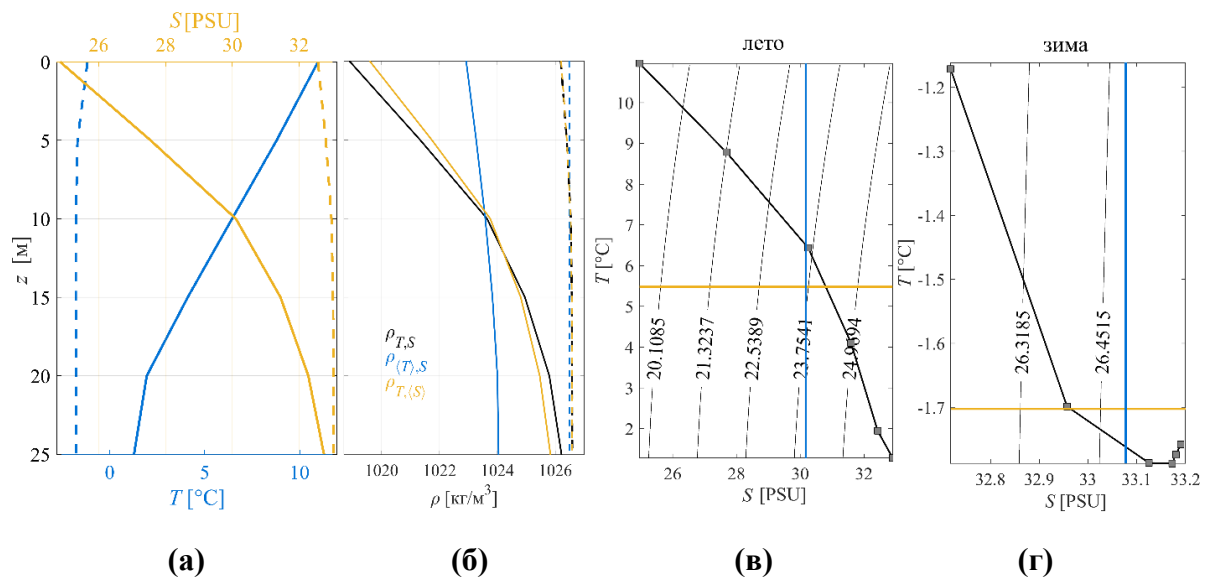 S[PSU]
26 28 30 32
0
5
10
15
20
25
z [м]
0 5 10
T [°C]
(а)
ρT,S
ρ⟨T⟩,S
ρT,⟨S⟩
1020 1022 1024 1026
ρ [кг/м³]
(б)
лето
10
9
8
7
6
5
4
3
2
T [°C]
20.1085
21.3237
22.5389
23.7541
24.9694
26 28 30 32
S [PSU]
(в)
зима
-1.2
-1.3
-1.4
-1.5
-1.6
-1.7
T [°C]
26.3185
26.4515
32.8 32.9 33 33.1 33.2
S [PSU]
(г)